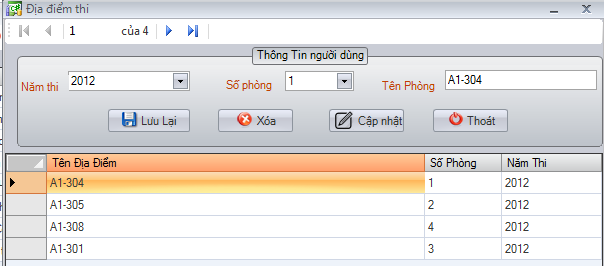 Địa điểm thi
1 của 4
Thông Tin người dùng
Năm thi 2012 Số phòng 1 Tên Phòng A1-304
Lưu Lại Xóa Cập nhật Thoát
Tên Địa Điểm Số Phòng Năm Thi
A1-304 1 2012
A1-305 2 2012
A1-308 4 2012
A1-301 3 2012